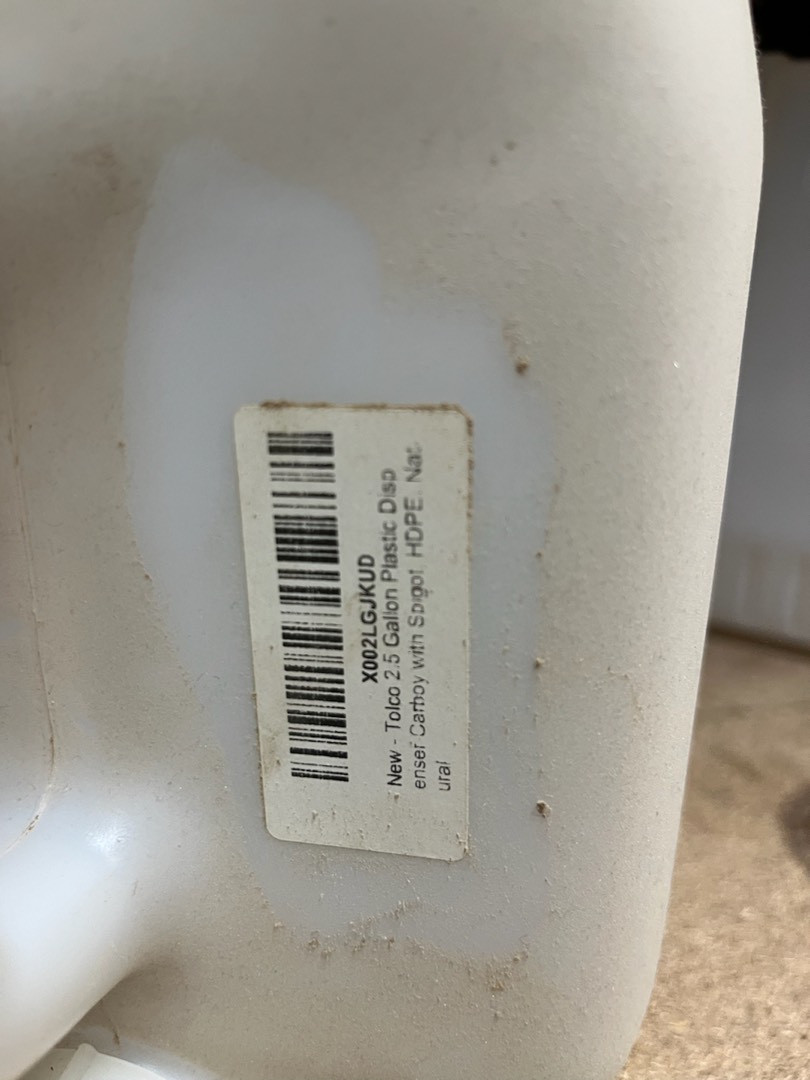 X002LGJKUD
New - Tolco 2.5 Gallon Plastic Disp
enser Carboy with Spigot, HDPE, Nat
ural